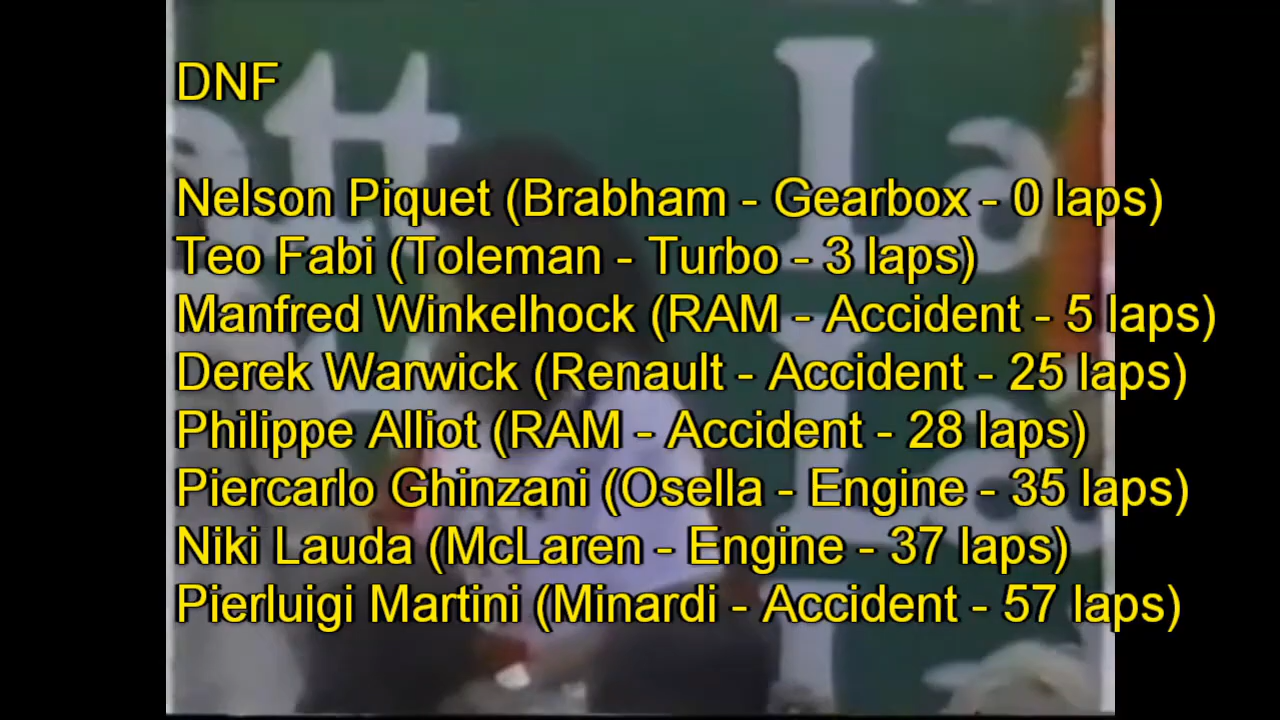 DNF
Nelson Piquet (Brabham - Gearbox - 0 laps)
Teo Fabi (Toleman - Turbo - 3 laps)
Manfred Winkelhock (RAM - Accident - 5 laps)
Derek Warwick (Renault - Accident - 25 laps)
Philippe Alliot (RAM - Accident - 28 laps)
Piercarlo Ghinzani (Osella - Engine - 35 laps)
Niki Lauda (McLaren - Engine - 37 laps)
Pierluigi Martini (Minardi - Accident - 57 laps)